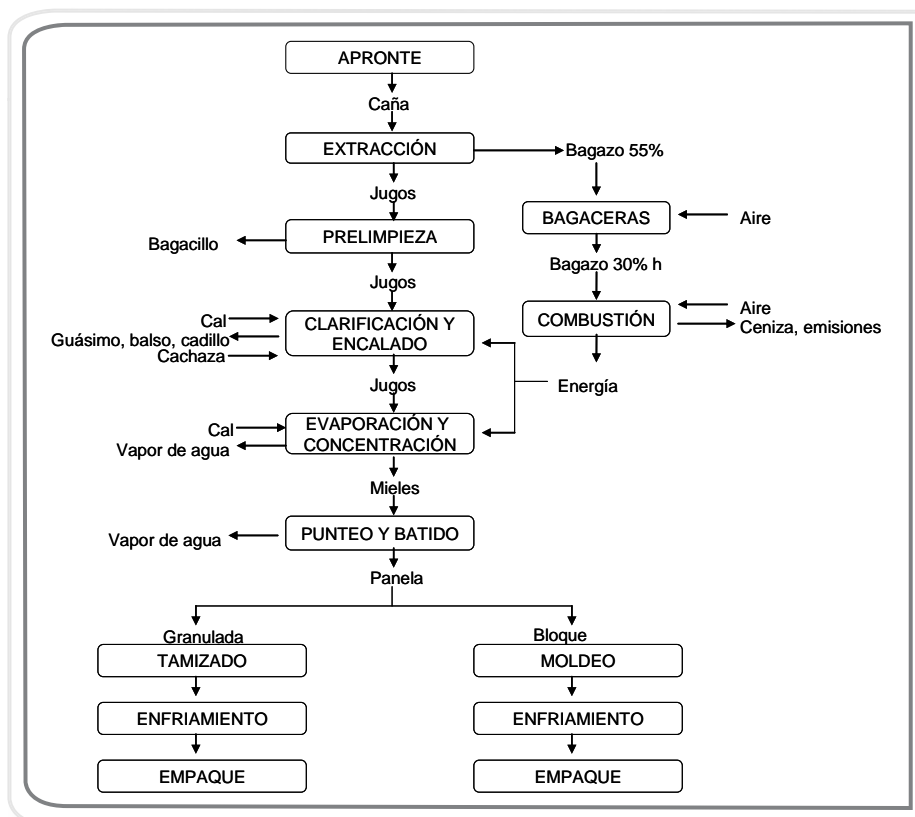 APRONTE
Caña
EXTRACCIÓN
Bagazo 55%
Jugos
BAGACERAS
Aire
PRELIMPIEZA
Bagacillo
Bagazo 30% h
Jugos
Cal
CLARIFICACIÓN Y
ENCALADO
Guásimo, balso, cadillo
Cachaza
COMBUSTIÓN
Aire
Ceniza, emisiones
Jugos
Energía
Cal
EVAPORACIÓN Y
CONCENTRACIÓN
Vapor de agua
Mieles
PUNTEO Y BATIDO
Vapor de agua
Panela
Granulada
Bloque
TAMIZADO
MOLDEO
ENFRIAMIENTO
ENFRIAMIENTO
EMPAQUE
EMPAQUE